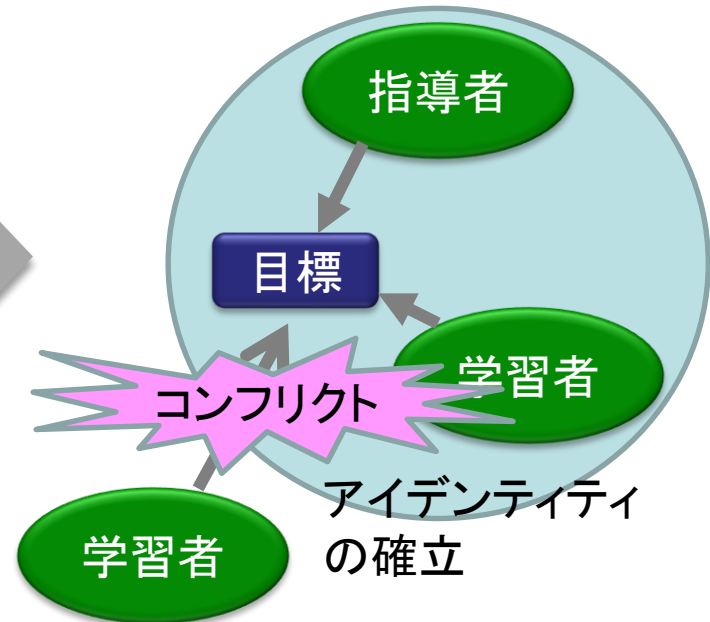 指導者
目標
学習者
コンフリクト
アイデンティティ
の確立
学習者